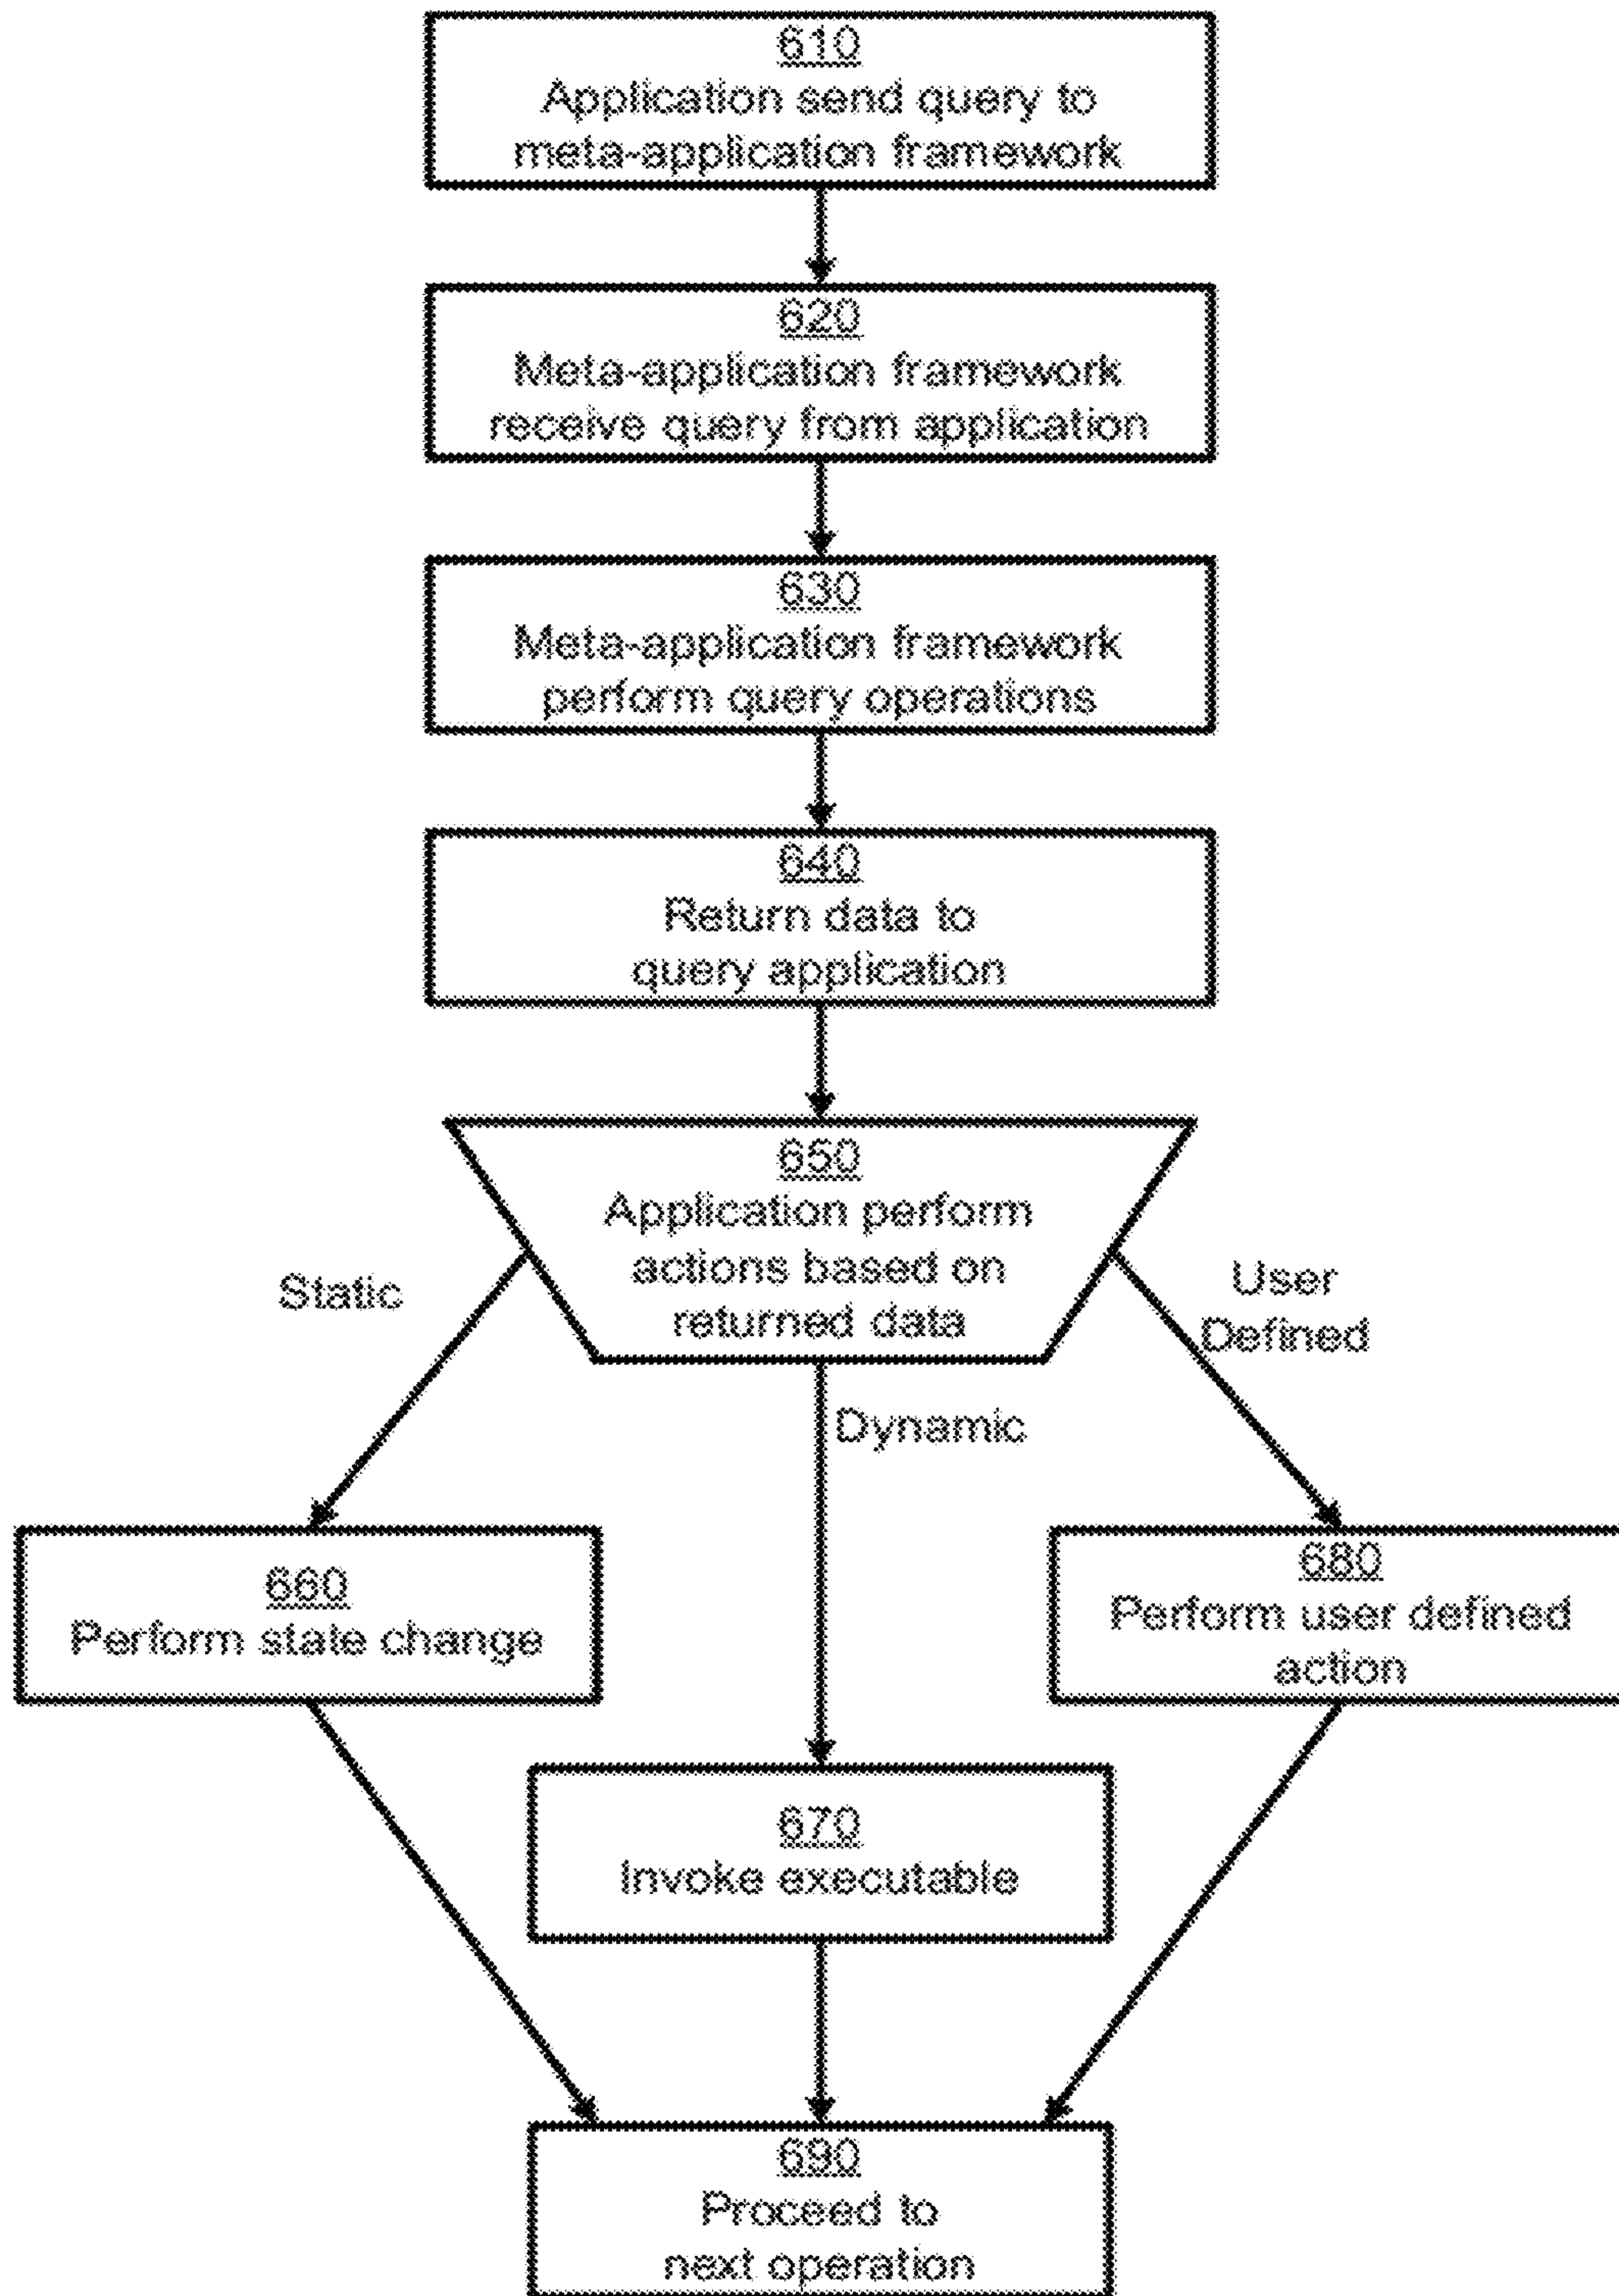 610
Application send query to
meta-application framework
620
Meta-application framework
receive query from application
630
Meta-application framework
perform query operations
640
Return data to
query application
650
Application perform
actions based on
returned data
Static
User
Defined
Dynamic
660
Perform state change
680
Perform user defined
action
670
Invoke executable
690
Proceed to
next operation